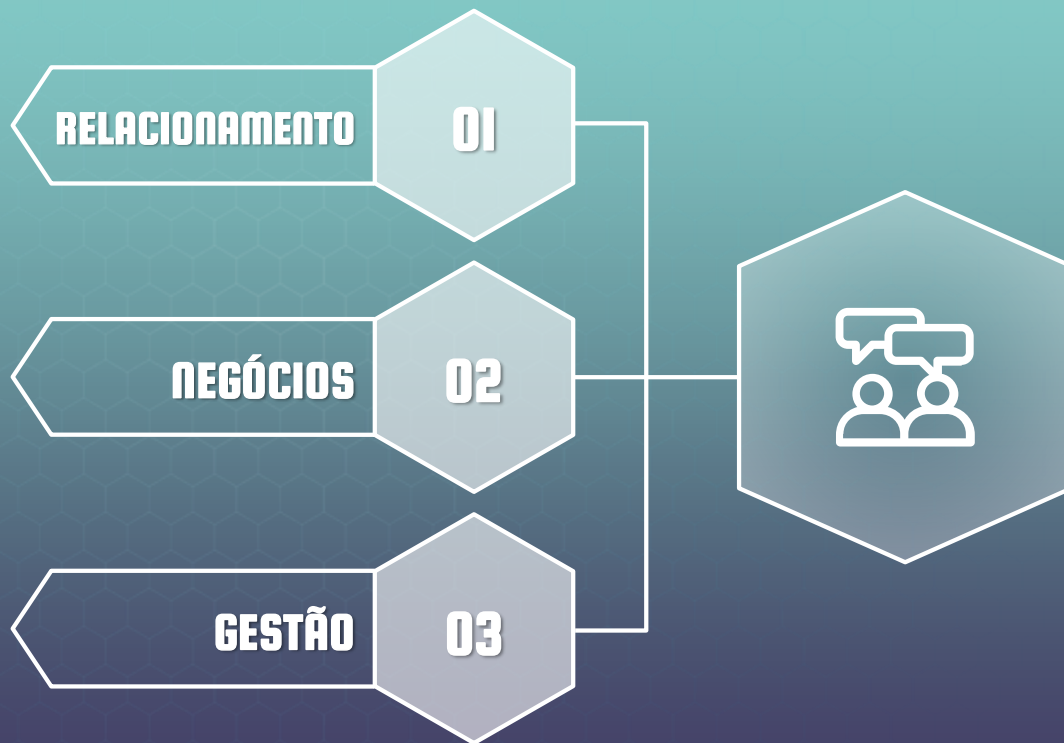 RELACIONAMENTO
01
NEGÓCIOS
02
GESTÃO
03